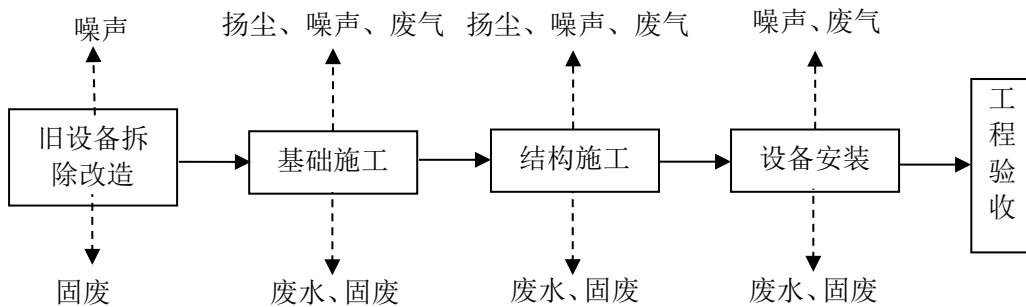 噪声
扬尘、噪声、废气
扬尘、噪声、废气
噪声、废气
旧设备拆
除改造
基础施工
结构施工
设备安装
工
程
验
收
固废
废水、固废
废水、固废
废水、固废